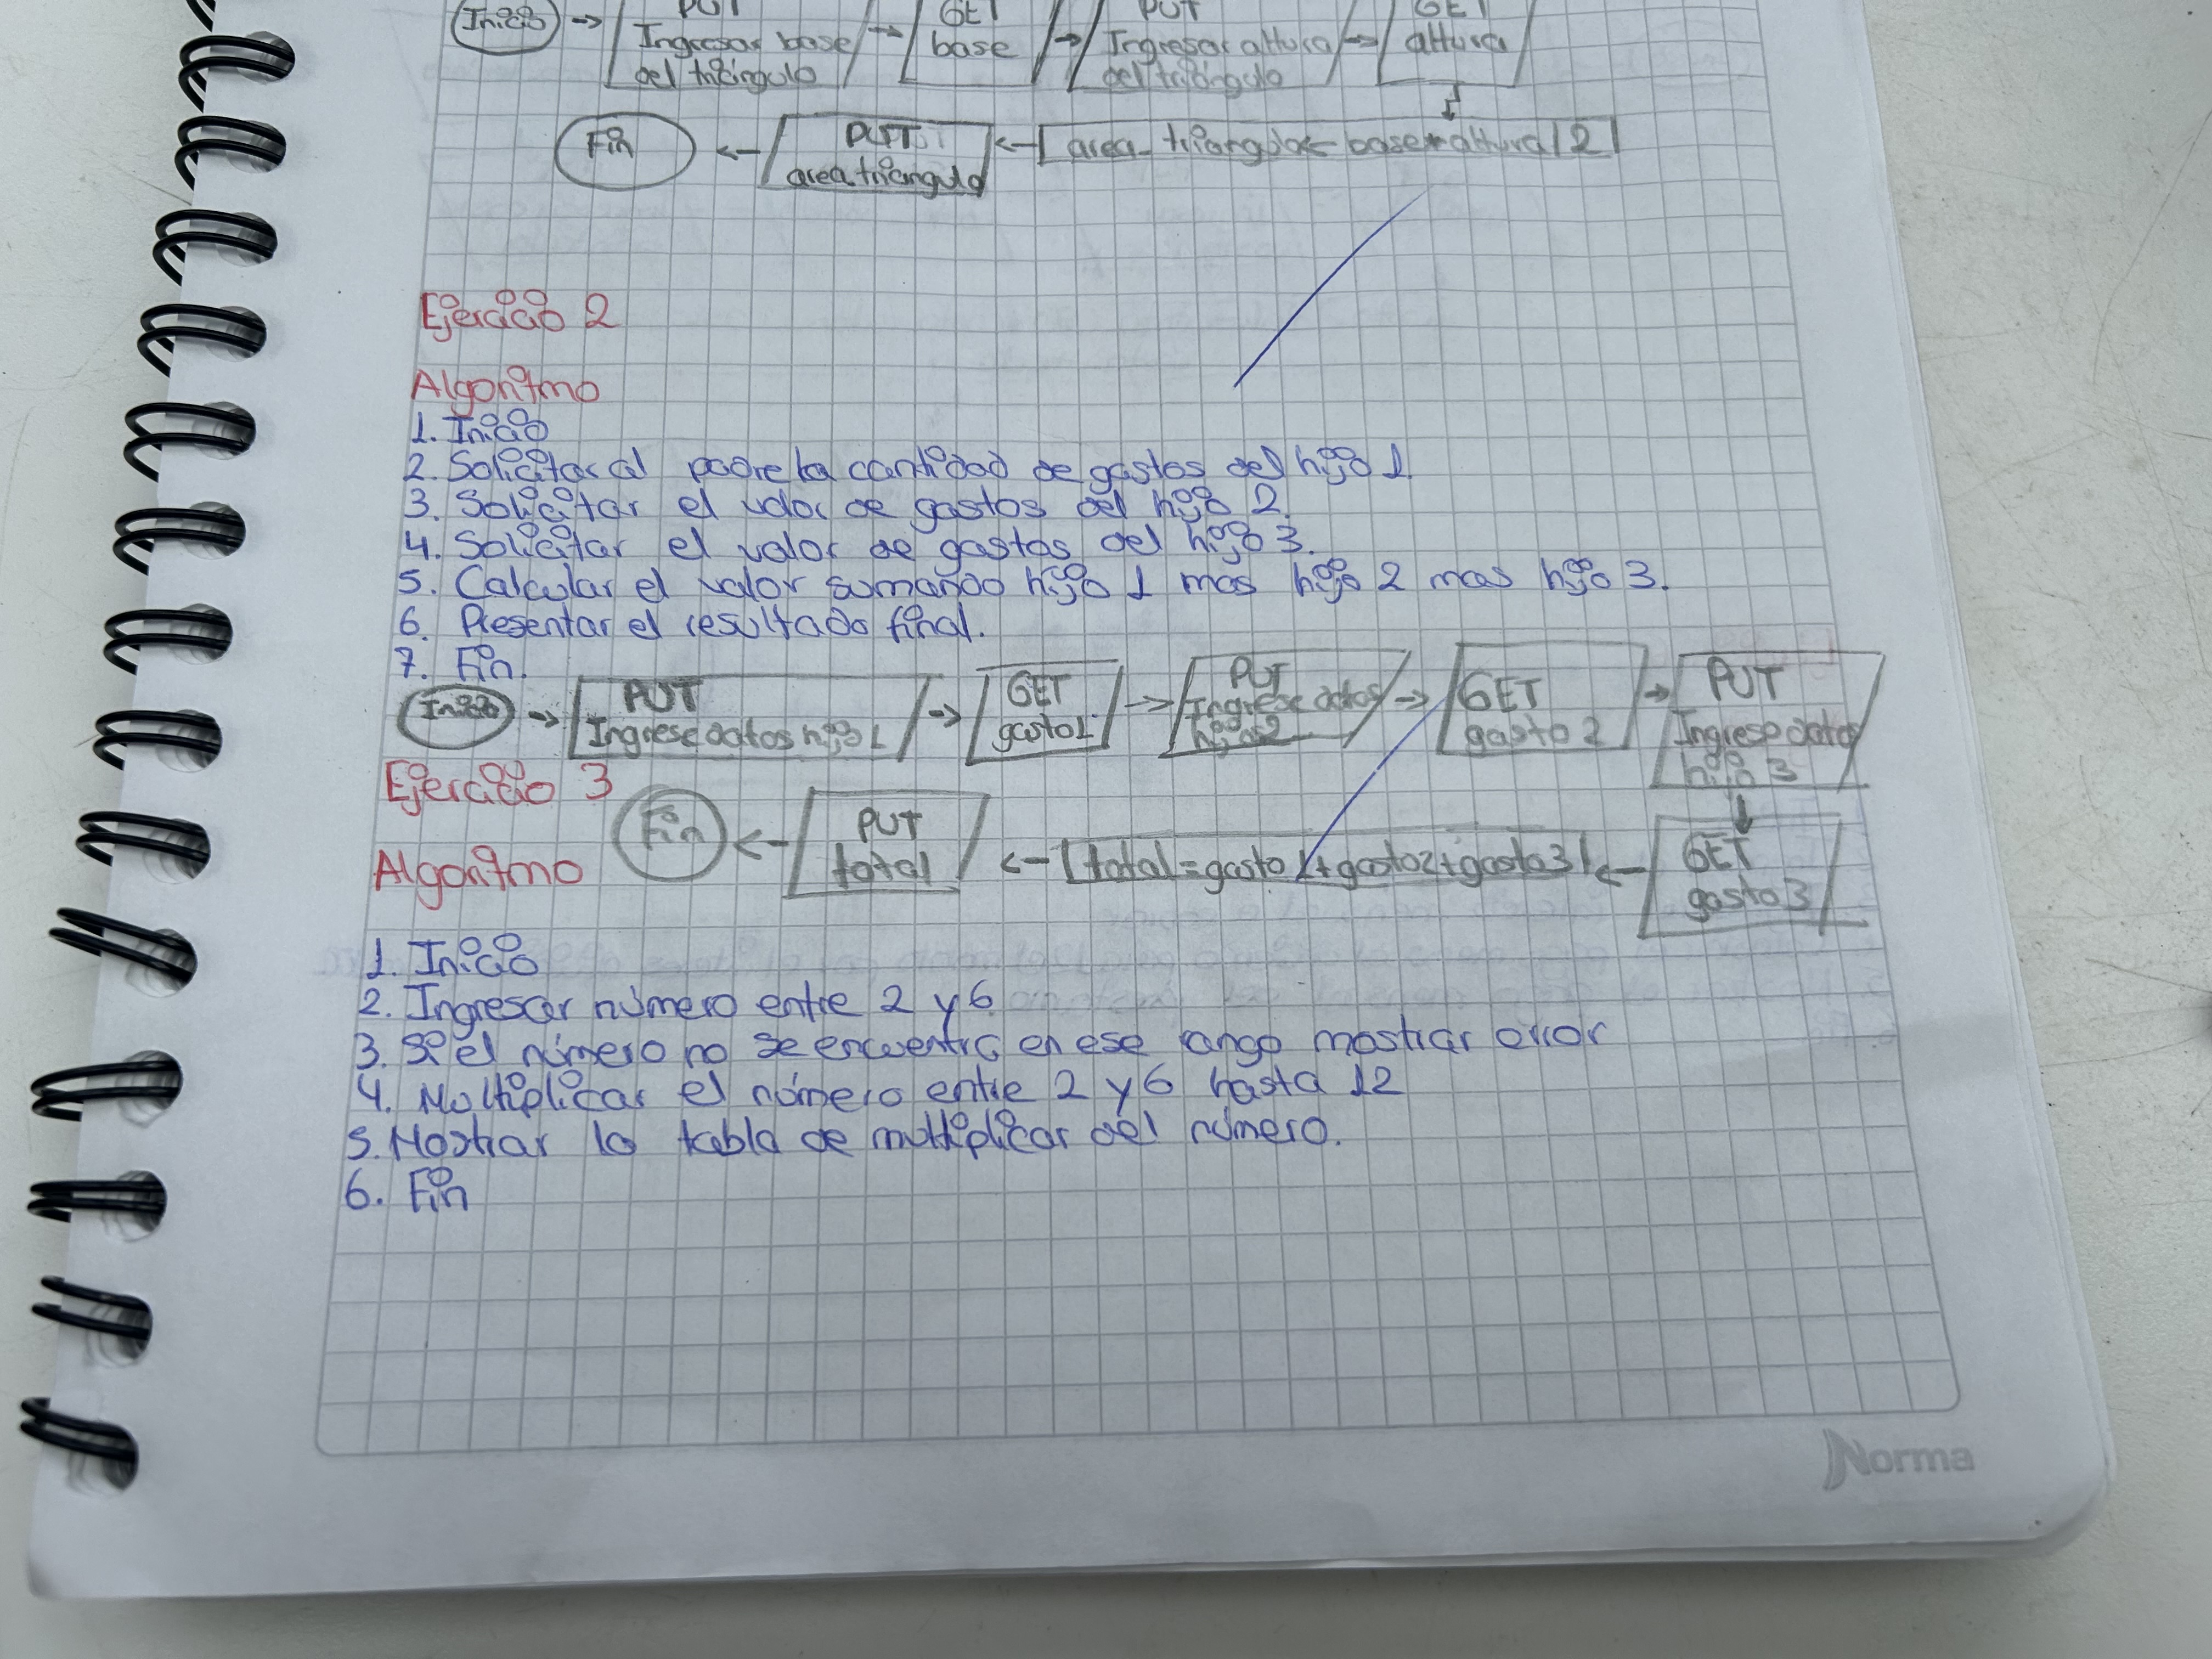 Inicio → PUT Ingresar base del triángulo → GET base → PUT Ingresar altura del triángulo → GET altura
Fin ← PUT area_triangulo ← area_triangulo ← base*altura/2
Ejercicio 2
Algoritmo
1. Inicio
2. Solicitar al padre la cantidad de gastos del hijo 1.
3. Solicitar el valor de gastos del hijo 2.
4. Solicitar el valor de gastos del hijo 3.
5. Calcular el valor sumando hijo 1 mas hijo 2 mas hijo 3.
6. Presentar el resultado final.
7. Fin.
Inicio → PUT Ingrese datos hijo 1 → GET gasto1 → PUT Ingrese datos hijo 2 → GET gasto 2 → PUT Ingrese datos hijo 3
Ejercicio 3
Fin ← PUT total ← total = gasto 1 + gasto2 + gasto3 ← GET gasto 3
Algoritmo
1. Inicio
2. Ingresar número entre 2 y 6
3. Si el número no se encuentra en ese rango mostrar error
4. Multiplicar el número entre 2 y 6 hasta 12
5. Mostrar la tabla de multiplicar del número.
6. Fin
Norma